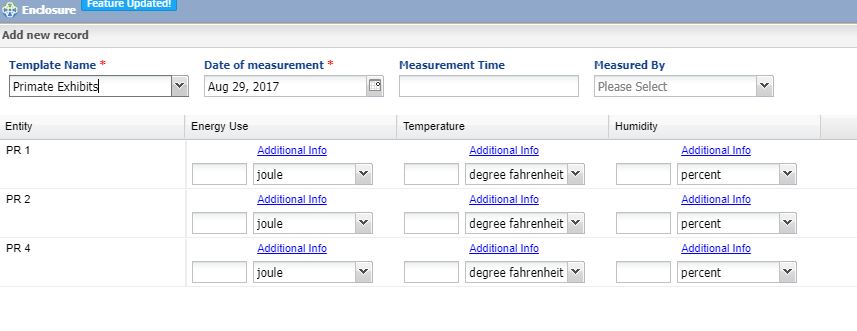 Enclosure Feature Updated!
Add new record
Template Name * Date of measurement * Measurement Time Measured By
Primate Exhibits Aug 29, 2017 Please Select
Entity Energy Use Temperature Humidity
PR 1 Additional Info Additional Info Additional Info
joule degree fahrenheit percent
PR 2 Additional Info Additional Info Additional Info
joule degree fahrenheit percent
PR 4 Additional Info Additional Info Additional Info
joule degree fahrenheit percent